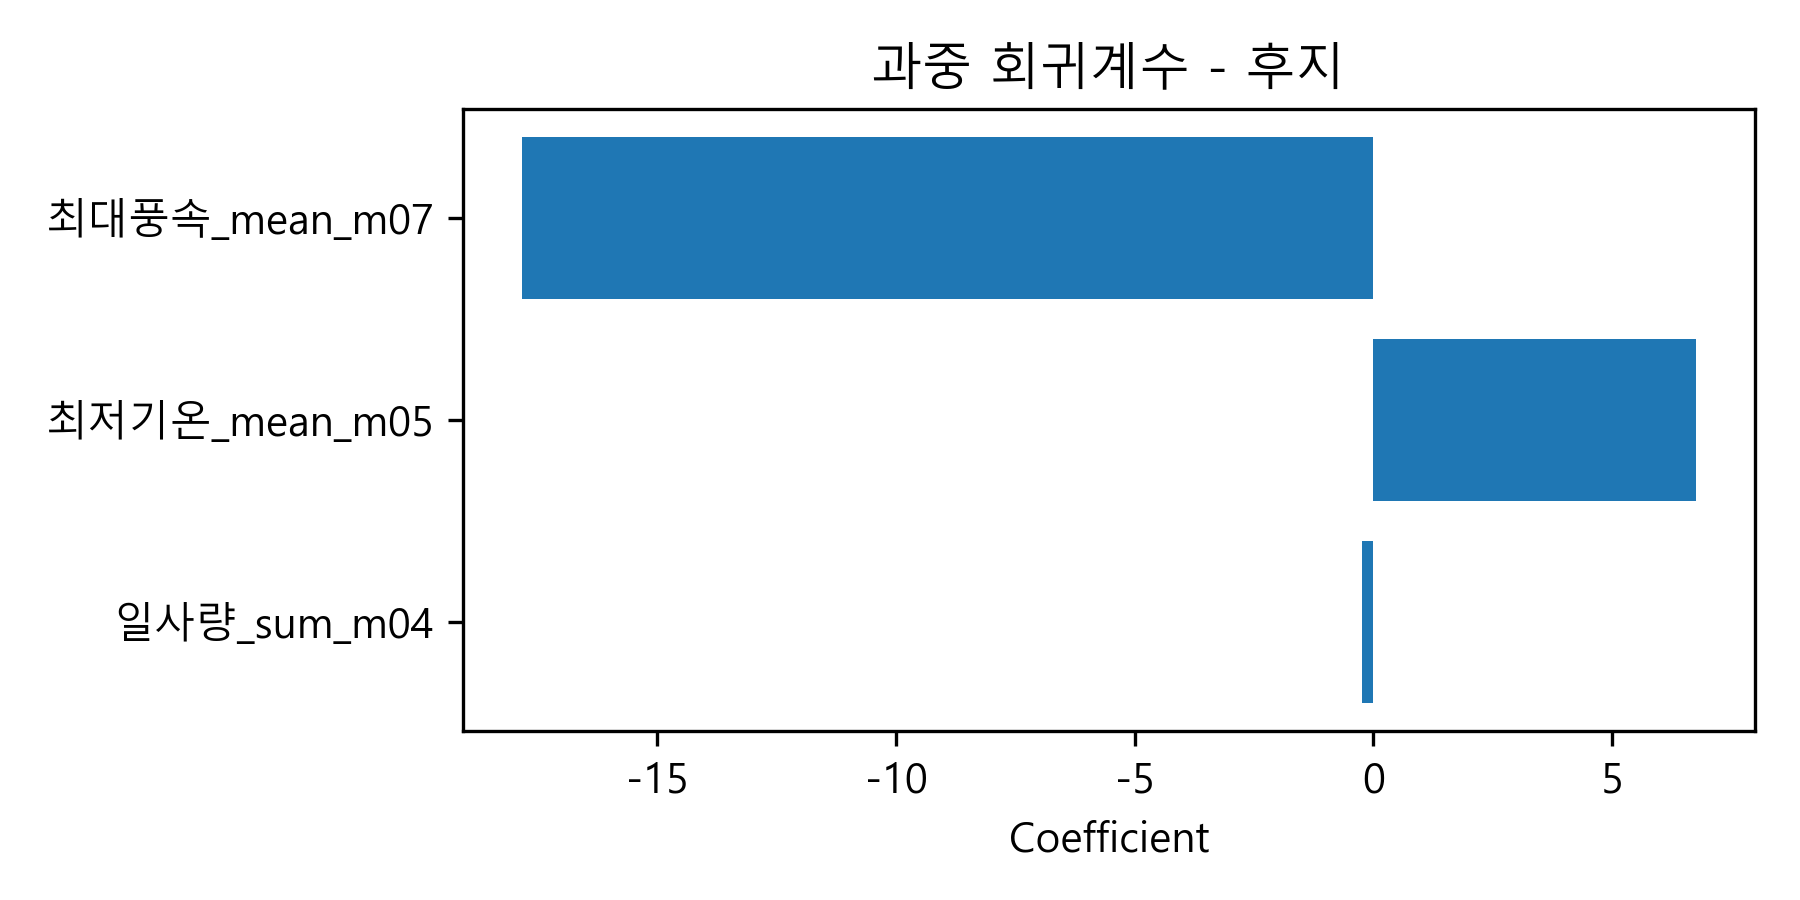 과중 회귀계수 - 후지
최대풍속_mean_m07
최저기온_mean_m05
일사량_sum_m04
-15 -10 -5 0 5
Coefficient